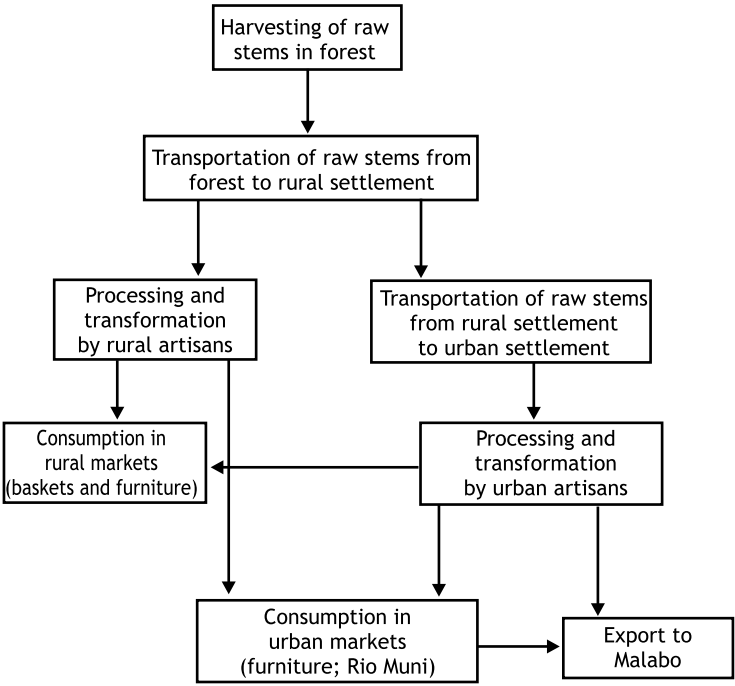 Harvesting of raw
stems in forest
Transportation of raw stems from
forest to rural settlement
Processing and
transformation
by rural artisans
Transportation of raw stems
from rural settlement
to urban settlement
Consumption in
rural markets
(baskets and furniture)
Processing and
transformation
by urban artisans
Consumption in
urban markets
(furniture; Rio Muni)
Export to
Malabo